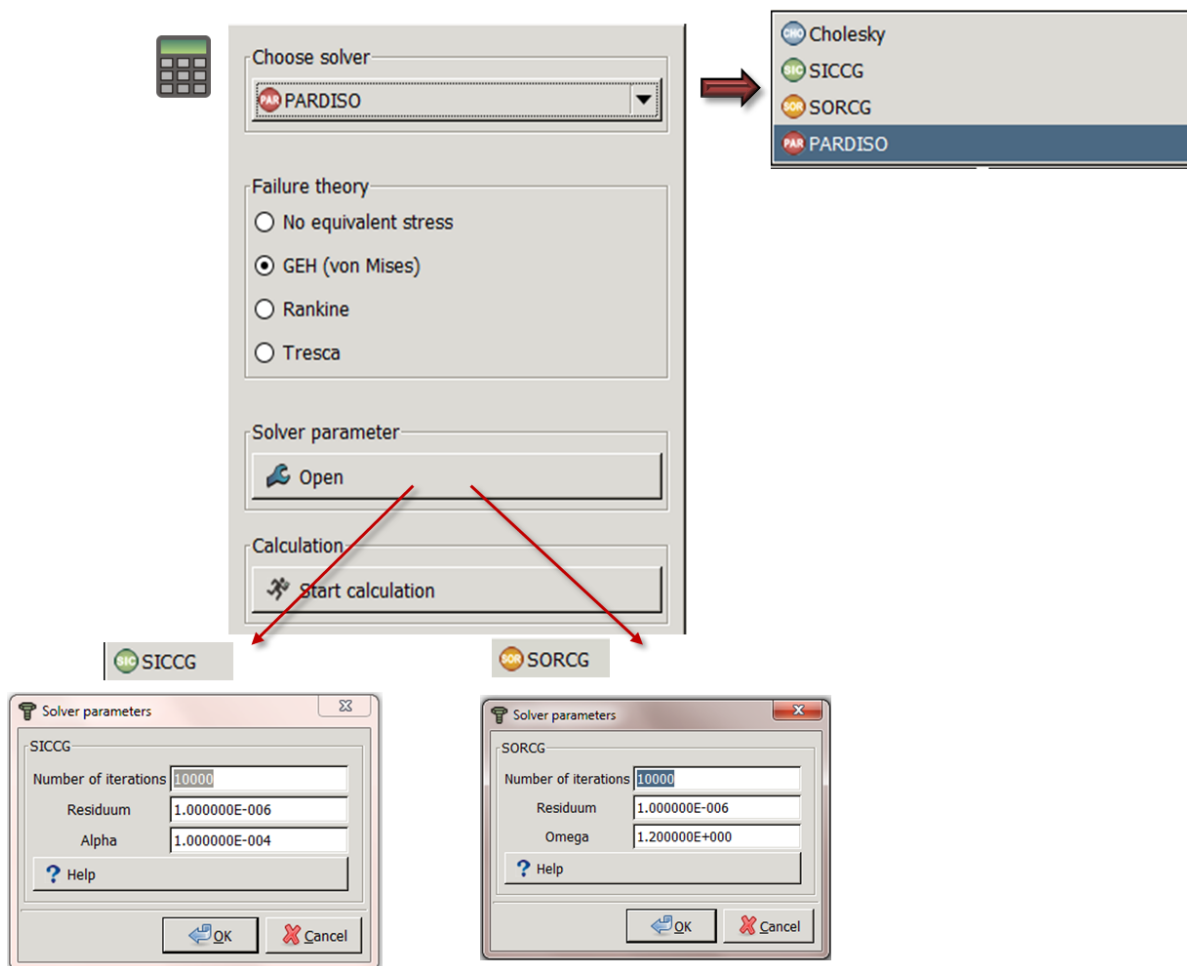 Choose solver
PAR PARDISO
CHO Cholesky
SIC SICCG
SOR SORCG
PAR PARDISO
Failure theory
No equivalent stress
GEH (von Mises)
Rankine
Tresca
Solver parameter
Open
Calculation
Start calculation
SIC SICCG
Solver parameters
SICCG
Number of iterations 10000
Residuum 1.000000E-006
Alpha 1.000000E-004
? Help
OK Cancel
SOR SORCG
Solver parameters
SORCG
Number of iterations 10000
Residuum 1.000000E-006
Omega 1.200000E+000
? Help
OK Cancel